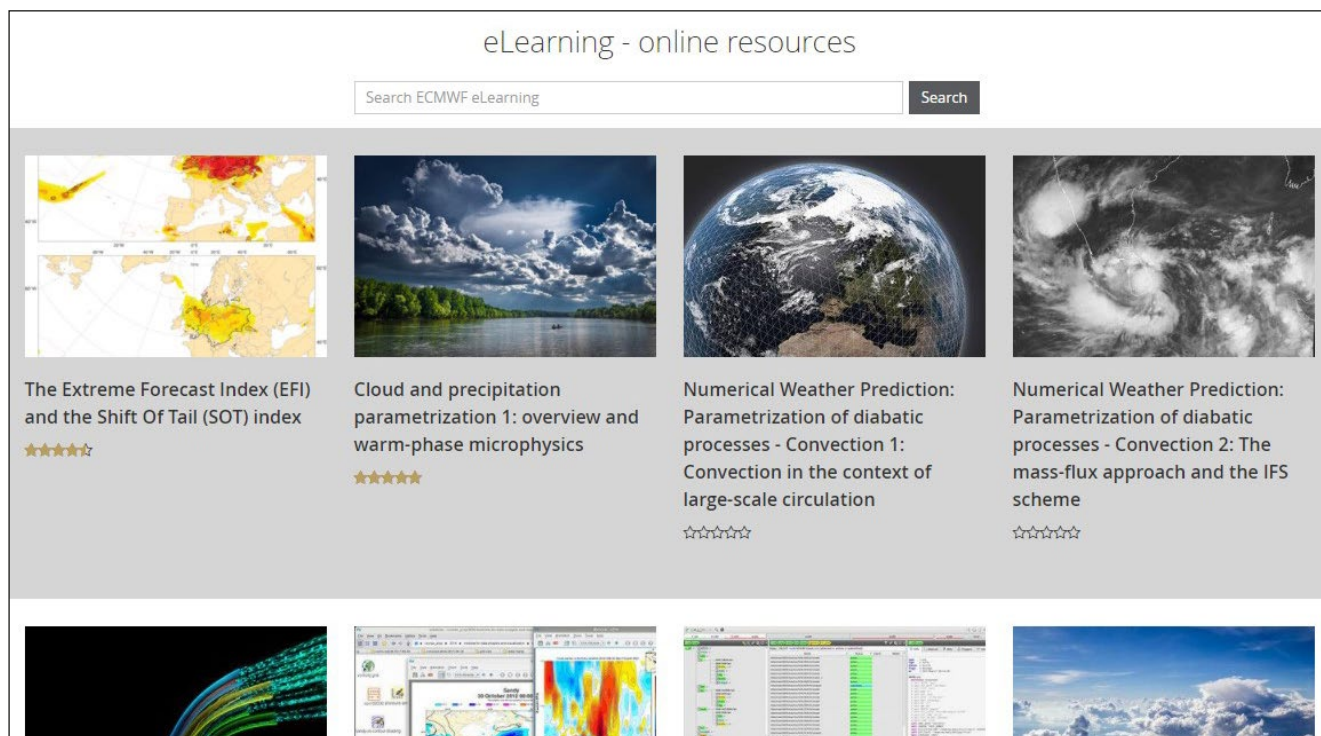 eLearning - online resources
Search ECMWF eLearning
Search
The Extreme Forecast Index (EFI)
and the Shift Of Tail (SOT) index
Cloud and precipitation
parametrization 1: overview and
warm-phase microphysics
Numerical Weather Prediction:
Parametrization of diabatic
processes - Convection 1:
Convection in the context of
large-scale circulation
Numerical Weather Prediction:
Parametrization of diabatic
processes - Convection 2: The
mass-flux approach and the IFS
scheme